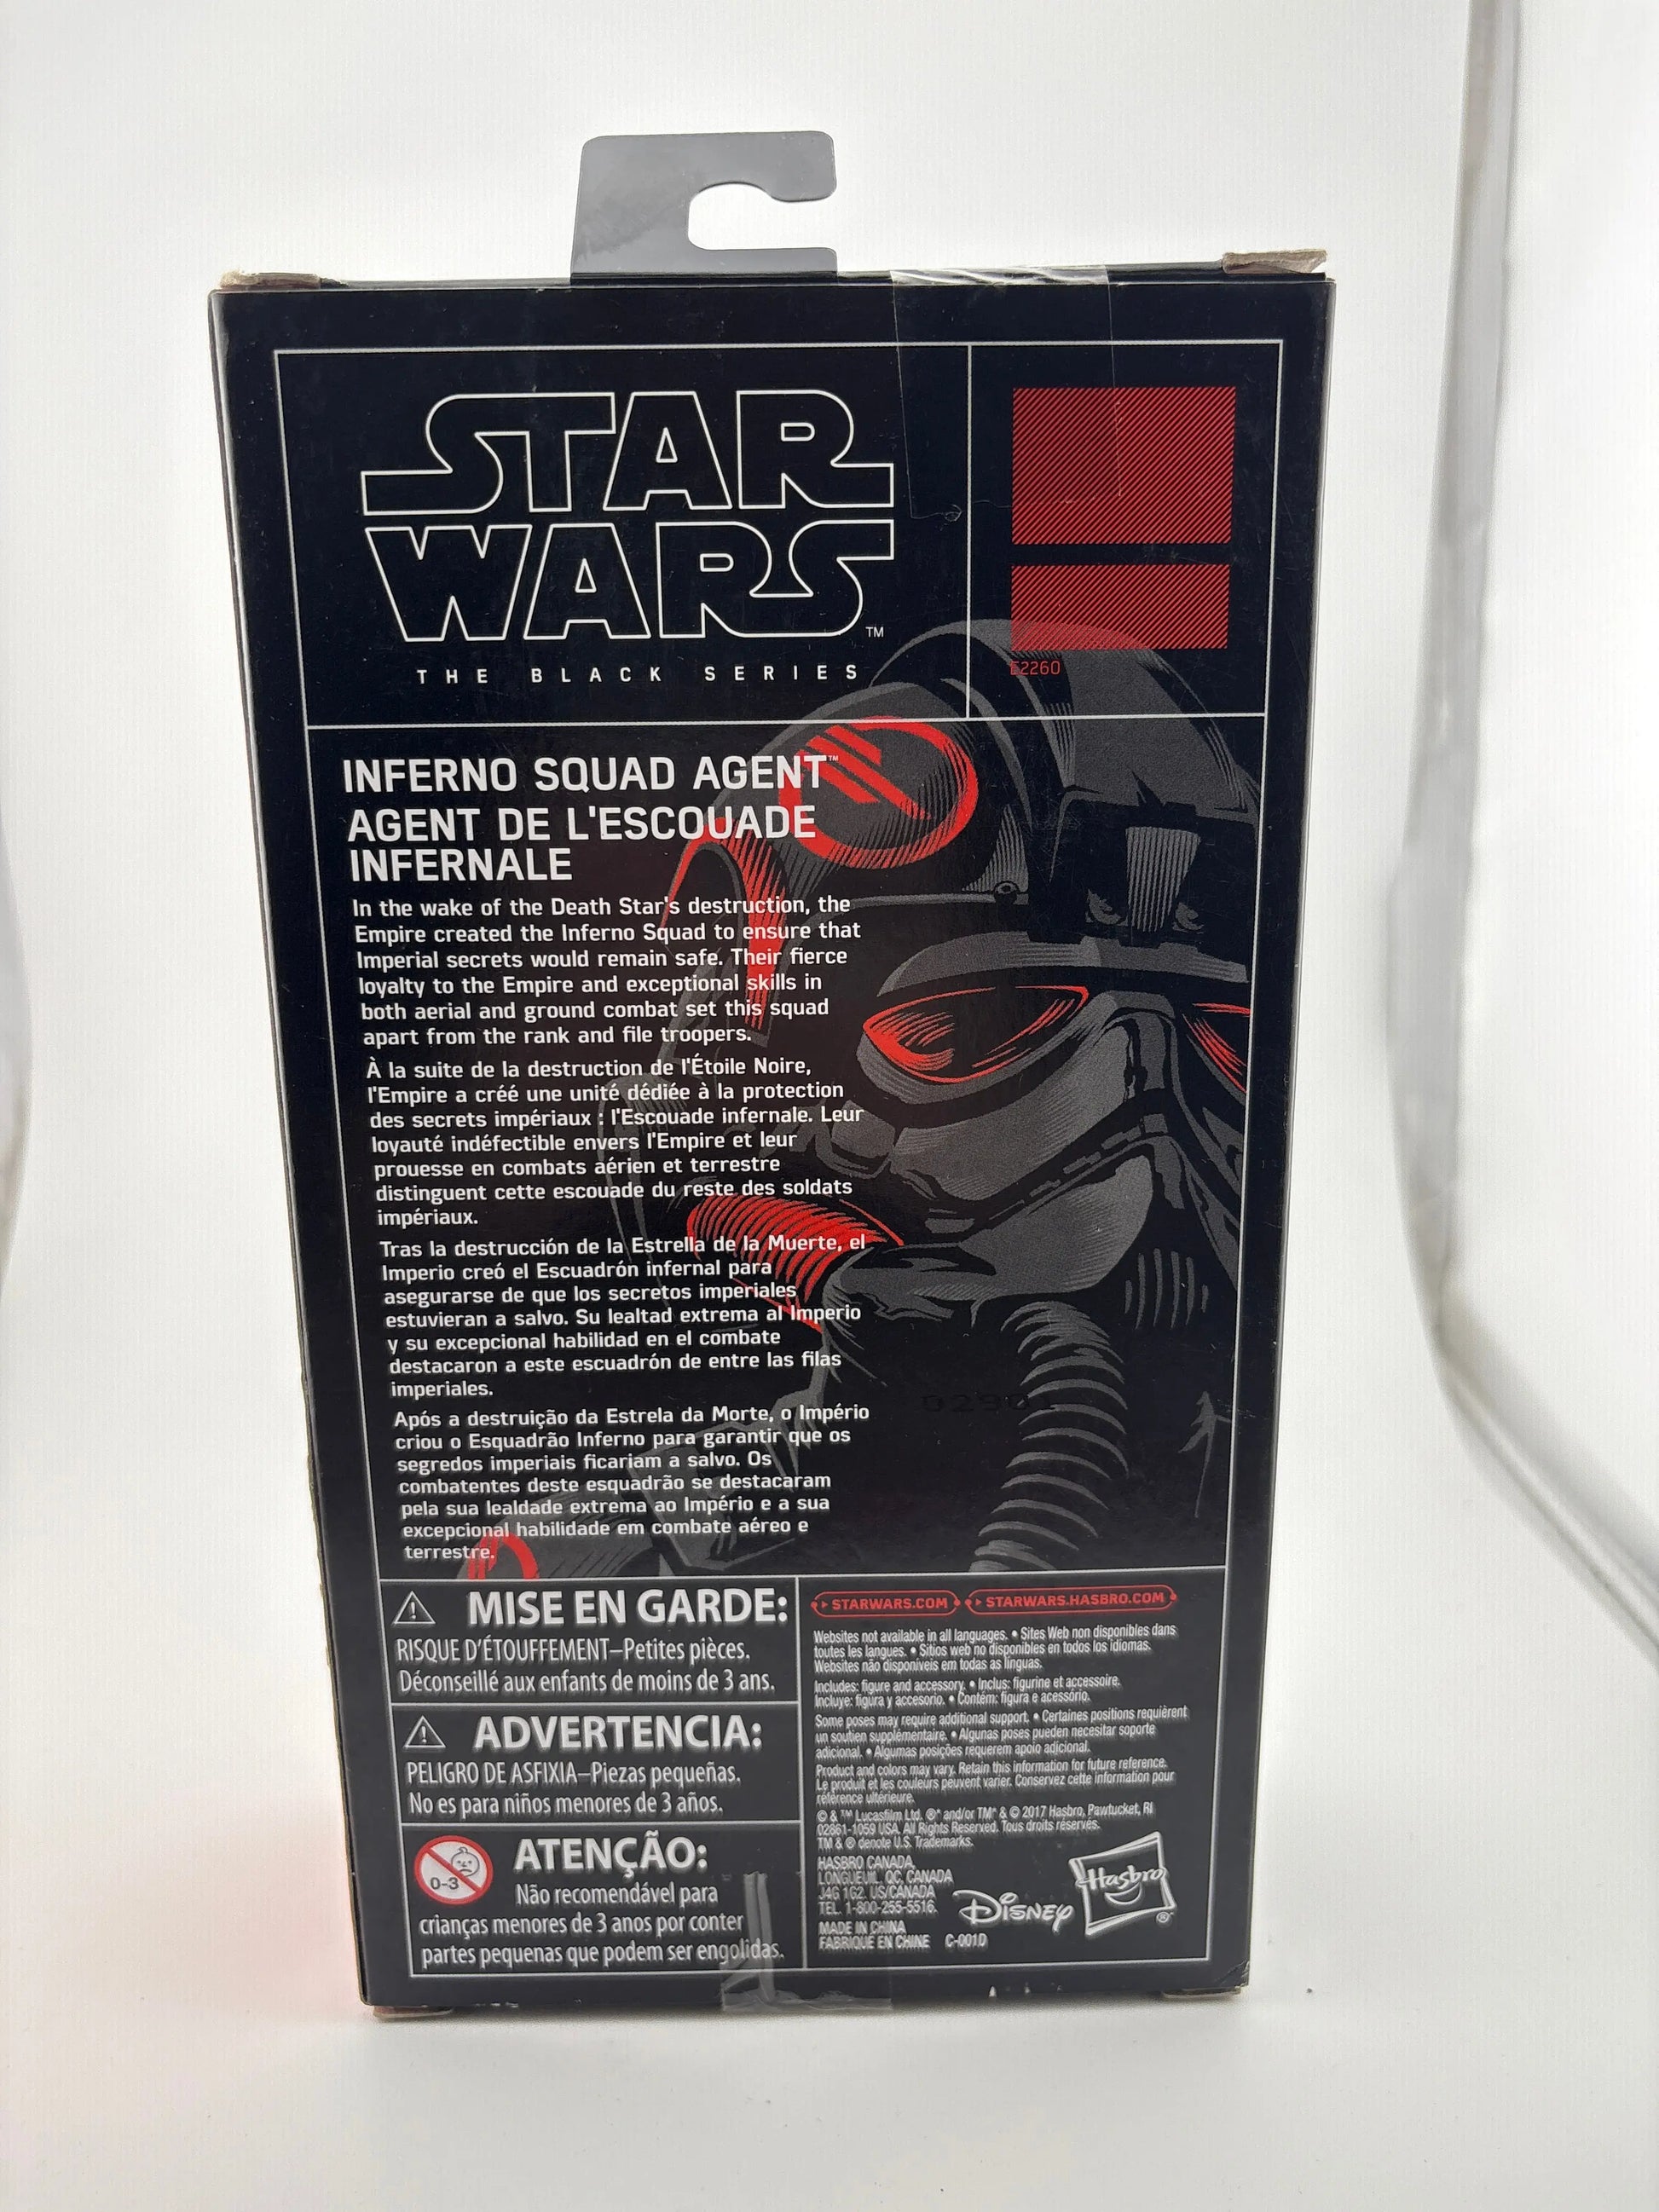 STAR
WARS™
THE BLACK SERIES
E2260
INFERNO SQUAD AGENT™
AGENT DE L'ESCOUADE
INFERNALE
In the wake of the Death Star's destruction, the
Empire created the Inferno Squad to ensure that
Imperial secrets would remain safe. Their fierce
loyalty to the Empire and exceptional skills in
both aerial and ground combat set this squad
apart from the rank and file troopers.
À la suite de la destruction de l'Étoile Noire,
l'Empire a créé une unité dédiée à la protection
des secrets impériaux : l'Escouade infernale. Leur
loyauté indéfectible envers l'Empire et leur
prouesse en combats aérien et terrestre
distinguent cette escouade du reste des soldats
impériaux.
Tras la destrucción de la Estrella de la Muerte, el
Imperio creó el Escuadrón infernal para
asegurarse de que los secretos imperiales
estuvieran a salvo. Su lealtad extrema al Imperio
y su excepcional habilidad en el combate
destacaron a este escuadrón de entre las filas
imperiales.
Após a destruição da Estrela da Morte, o Império
criou o Esquadrão Inferno para garantir que os
segredos imperiais ficariam a salvo. Os
combatentes deste esquadrão se destacaram
pela sua lealdade extrema ao Império e a sua
excepcional habilidade em combate aéreo e
terrestre.
MISE EN GARDE:
RISQUE D'ÉTOUFFEMENT–Petites pièces.
Déconseillé aux enfants de moins de 3 ans.
ADVERTENCIA:
PELIGRO DE ASFIXIA–Piezas pequeñas.
No es para niños menores de 3 años.
0-3
ATENÇÃO:
Não recomendável para
crianças menores de 3 anos por conter
partes pequenas que podem ser engolidas.
STARWARS.COM STARWARS.HASBRO.COM
Websites not available in all languages. • Sites Web non disponibles dans
toutes les langues. • Sitios web no disponibles en todos los idiomas.
Websites não disponíveis em todas as línguas.
Includes: figure and accessory. • Inclus: figurine et accessoire.
Incluye: figura y accesorio. • Contém: figura e acessório.
Some poses may require additional support. • Certaines positions requièrent
un soutien supplémentaire. • Algunas poses pueden necesitar soporte
adicional. • Algumas posições requerem apoio adicional.
Product and colors may vary. Retain this information for future reference.
Le produit et les couleurs peuvent varier. Conservez cette information pour
référence ultérieure.
© & ™ Lucasfilm Ltd. ®* and/or TM* & © 2017 Hasbro, Pawtucket, RI
02861-1059 USA. All Rights Reserved. Tous droits réservés.
TM & ® denote U.S. Trademarks.
HASBRO CANADA,
LONGUEUIL, QC, CANADA
J4G 1G2. US/CANADA
TEL. 1-800-255-5516.
MADE IN CHINA
FABRIQUÉ EN CHINE C-001D
Disney
Hasbro®